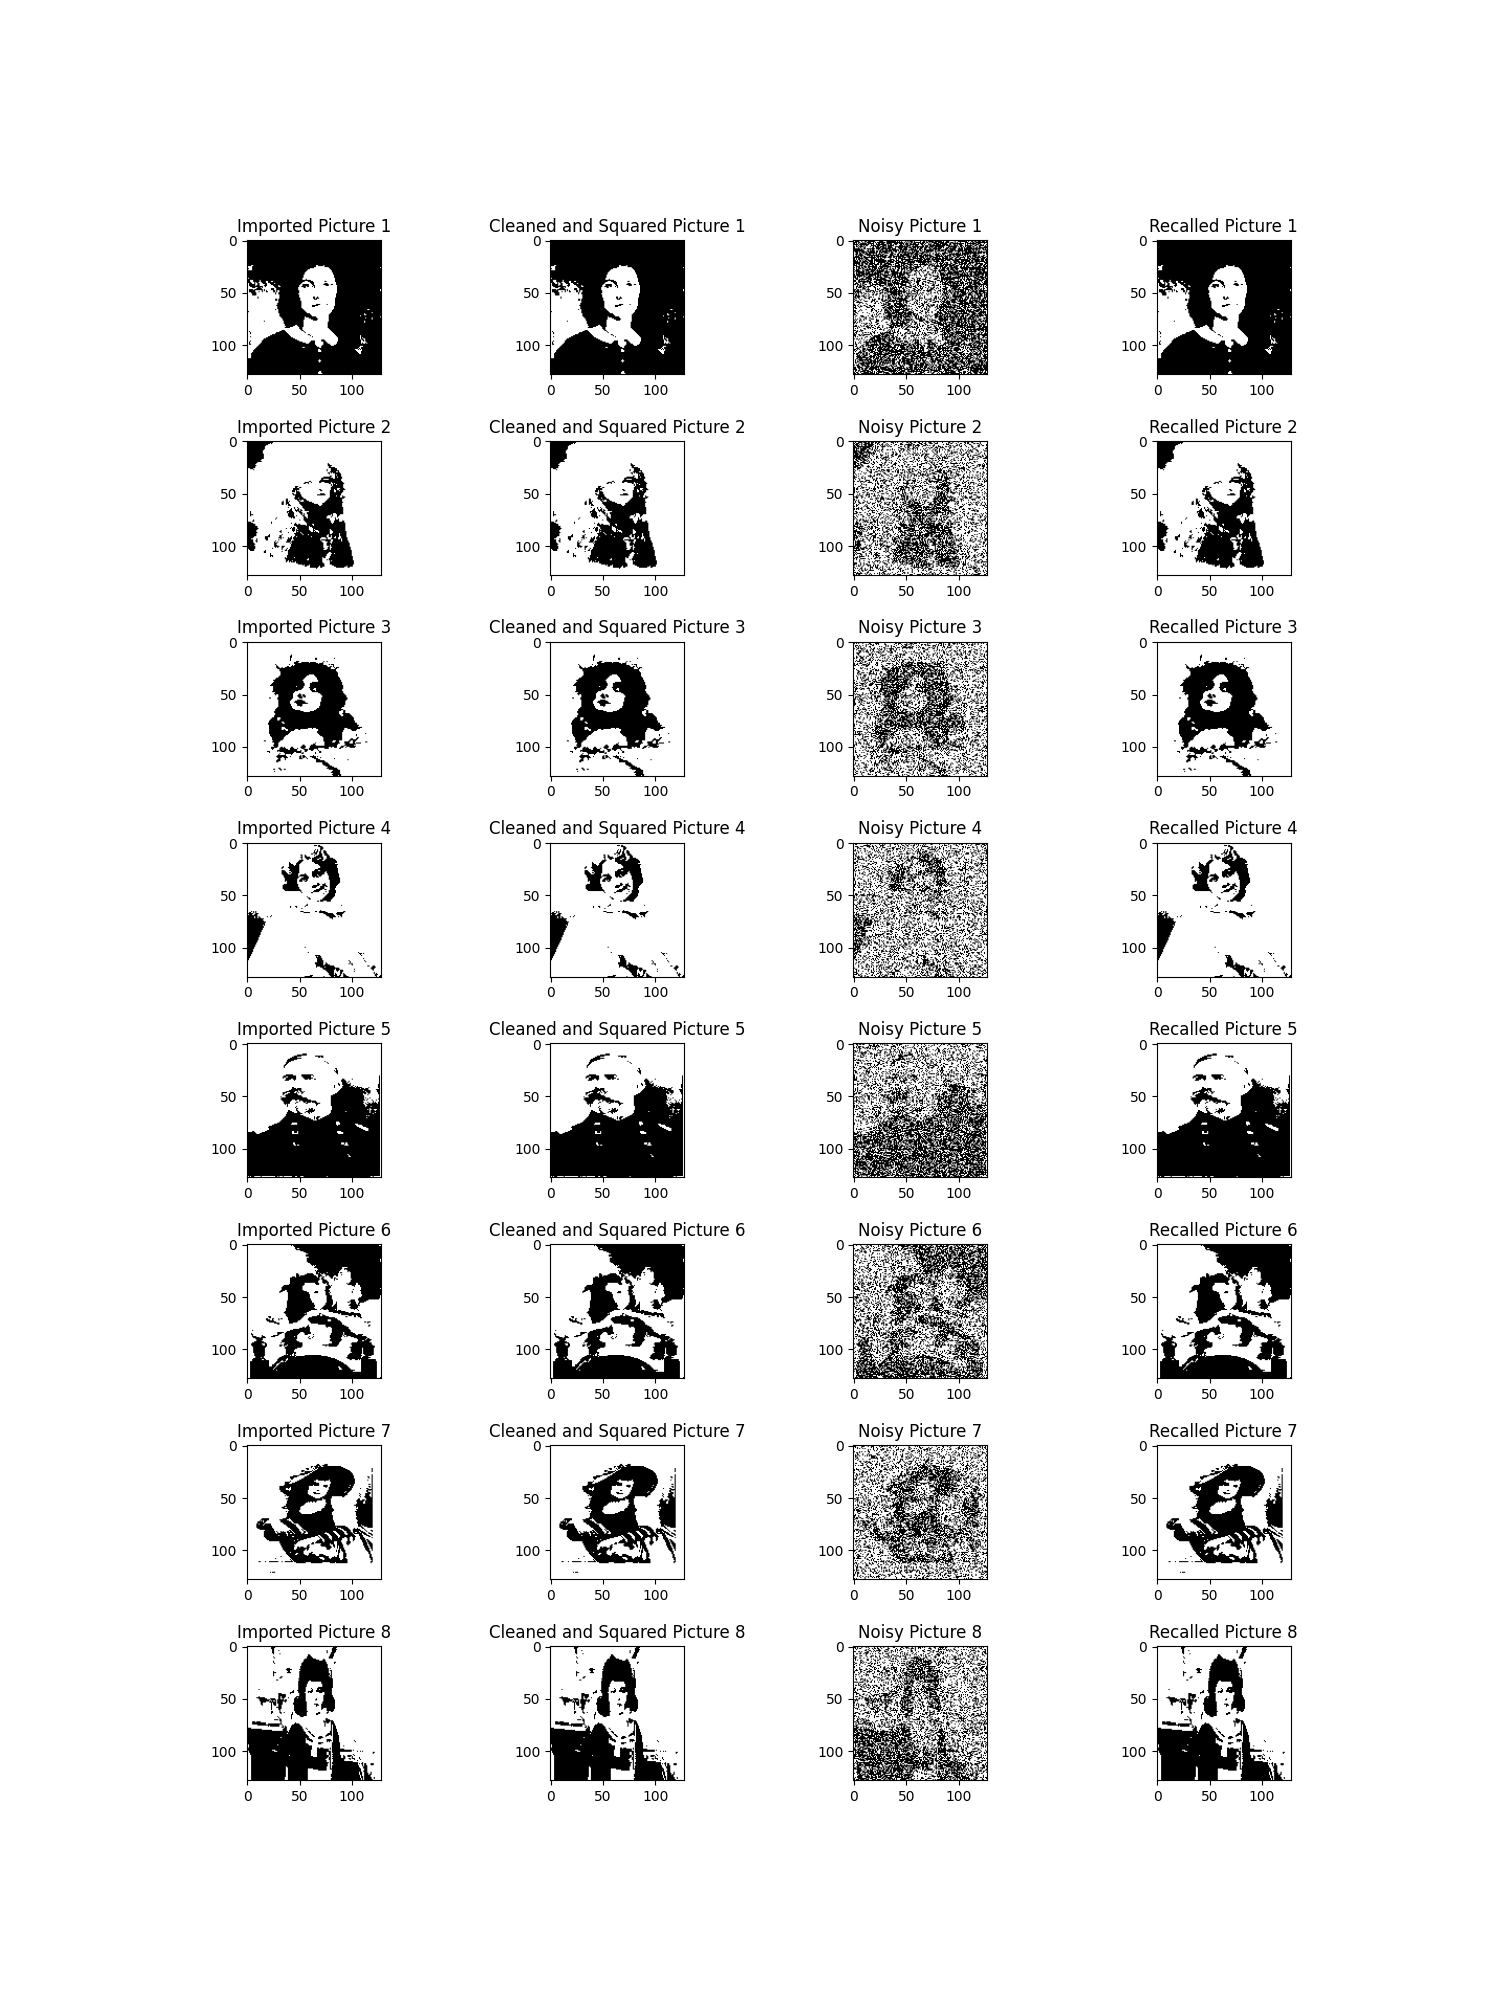 Imported Picture 1 Cleaned and Squared Picture 1 Noisy Picture 1 Recalled Picture 1
0 0 0 0
50 50 50 50
100 100 100 100
0 50 100 0 50 100 0 50 100 0 50 100
Imported Picture 2 Cleaned and Squared Picture 2 Noisy Picture 2 Recalled Picture 2
0 0 0 0
50 50 50 50
100 100 100 100
0 50 100 0 50 100 0 50 100 0 50 100
Imported Picture 3 Cleaned and Squared Picture 3 Noisy Picture 3 Recalled Picture 3
0 0 0 0
50 50 50 50
100 100 100 100
0 50 100 0 50 100 0 50 100 0 50 100
Imported Picture 4 Cleaned and Squared Picture 4 Noisy Picture 4 Recalled Picture 4
0 0 0 0
50 50 50 50
100 100 100 100
0 50 100 0 50 100 0 50 100 0 50 100
Imported Picture 5 Cleaned and Squared Picture 5 Noisy Picture 5 Recalled Picture 5
0 0 0 0
50 50 50 50
100 100 100 100
0 50 100 0 50 100 0 50 100 0 50 100
Imported Picture 6 Cleaned and Squared Picture 6 Noisy Picture 6 Recalled Picture 6
0 0 0 0
50 50 50 50
100 100 100 100
0 50 100 0 50 100 0 50 100 0 50 100
Imported Picture 7 Cleaned and Squared Picture 7 Noisy Picture 7 Recalled Picture 7
0 0 0 0
50 50 50 50
100 100 100 100
0 50 100 0 50 100 0 50 100 0 50 100
Imported Picture 8 Cleaned and Squared Picture 8 Noisy Picture 8 Recalled Picture 8
0 0 0 0
50 50 50 50
100 100 100 100
0 50 100 0 50 100 0 50 100 0 50 100